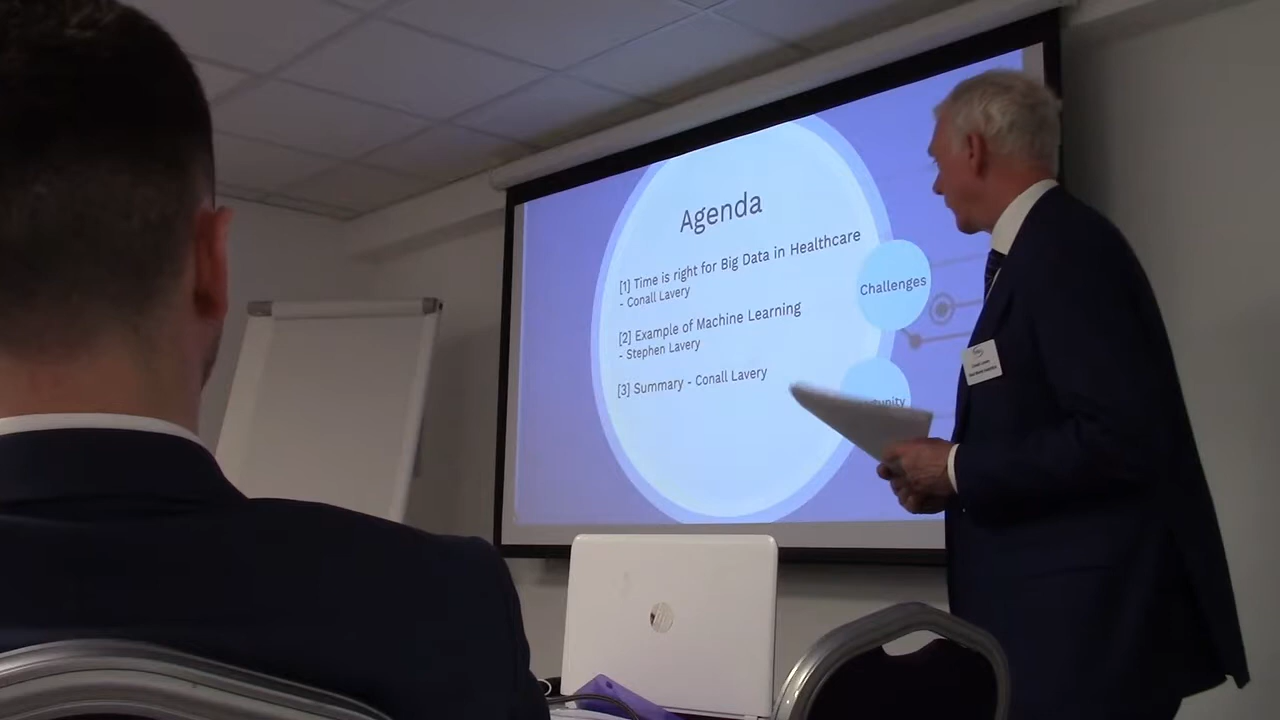 Agenda
[1] Time is right for Big Data in Healthcare
- Conall Lavery
[2] Example of Machine Learning
- Stephen Lavery
[3] Summary - Conall Lavery
Challenges